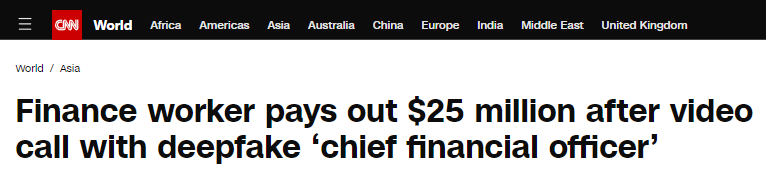 CNN World Africa Americas Asia Australia China Europe India Middle East United Kingdom
World / Asia
Finance worker pays out $25 million after video
call with deepfake ‘chief financial officer’